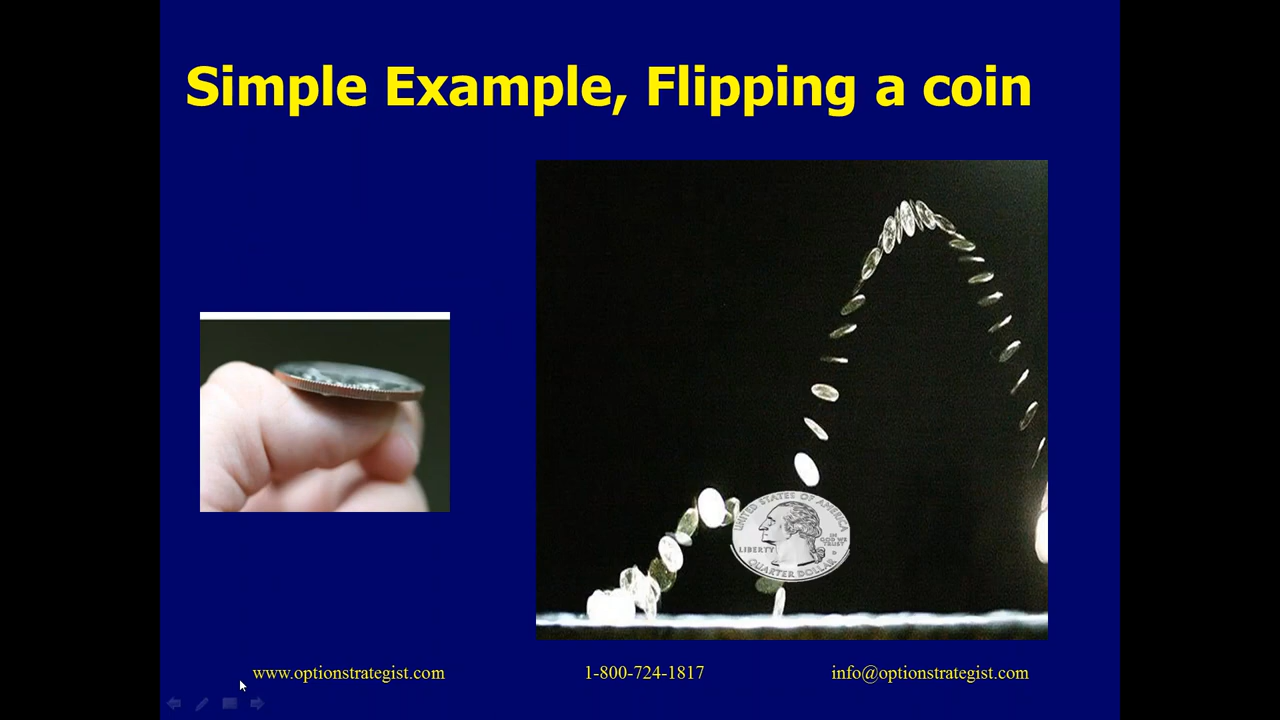 Simple Example, Flipping a coin
UNITED STATES OF AMERICA
LIBERTY
IN
GOD WE
TRUST
D
QUARTER DOLLAR
www.optionstrategist.com
1-800-724-1817
info@optionstrategist.com